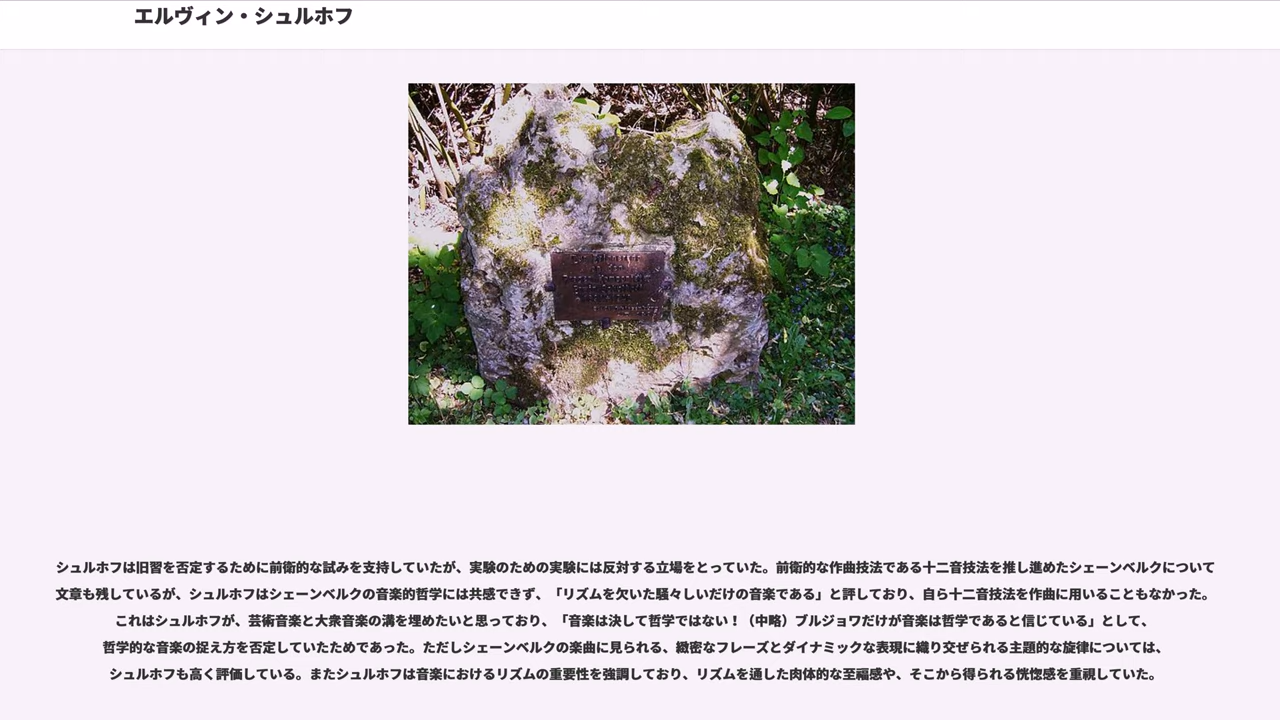 エルヴィン・シュルホフ
シュルホフは旧習を否定するために前衛的な試みを支持していたが、実験のための実験には反対する立場をとっていた。前衛的な作曲技法である十二音技法を推し進めたシェーンベルクについて
文章も残しているが、シュルホフはシェーンベルクの音楽的哲学には共感できず、「リズムを欠いた騒々しいだけの音楽である」と評しており、自ら十二音技法を作曲に用いることもなかった。
これはシュルホフが、芸術音楽と大衆音楽の溝を埋めたいと思っており、「音楽は決して哲学ではない！（中略）ブルジョワだけが音楽は哲学であると信じている」として、
哲学的な音楽の捉え方を否定していたためであった。ただしシェーンベルクの楽曲に見られる、緻密なフレーズとダイナミックな表現に織り交ぜられる主題的な旋律については、
シュルホフも高く評価している。またシュルホフは音楽におけるリズムの重要性を強調しており、リズムを通した肉体的な至福感や、そこから得られる恍惚感を重視していた。